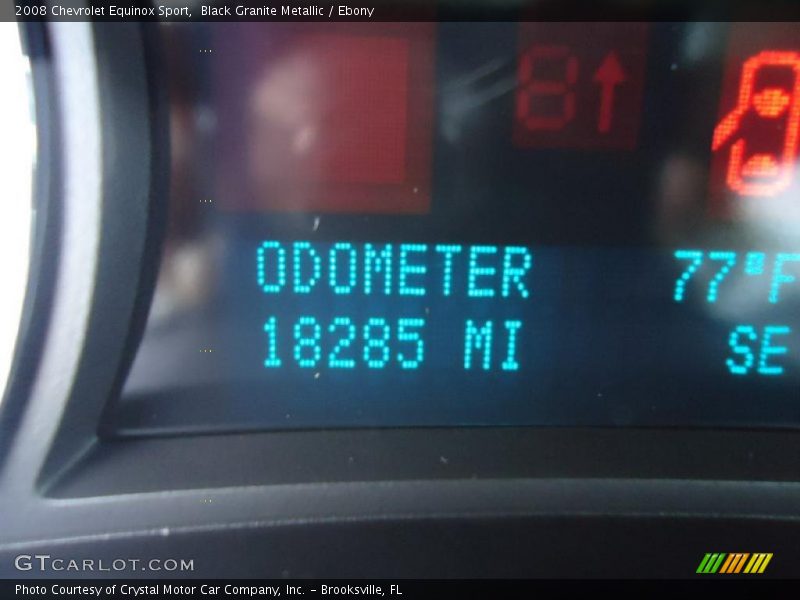 2008 Chevrolet Equinox Sport, Black Granite Metallic / Ebony
8↑
ODOMETER 77°F
18285 MI SE
GTCARLOT.COM
Photo Courtesy of Crystal Motor Car Company, Inc. – Brooksville, FL